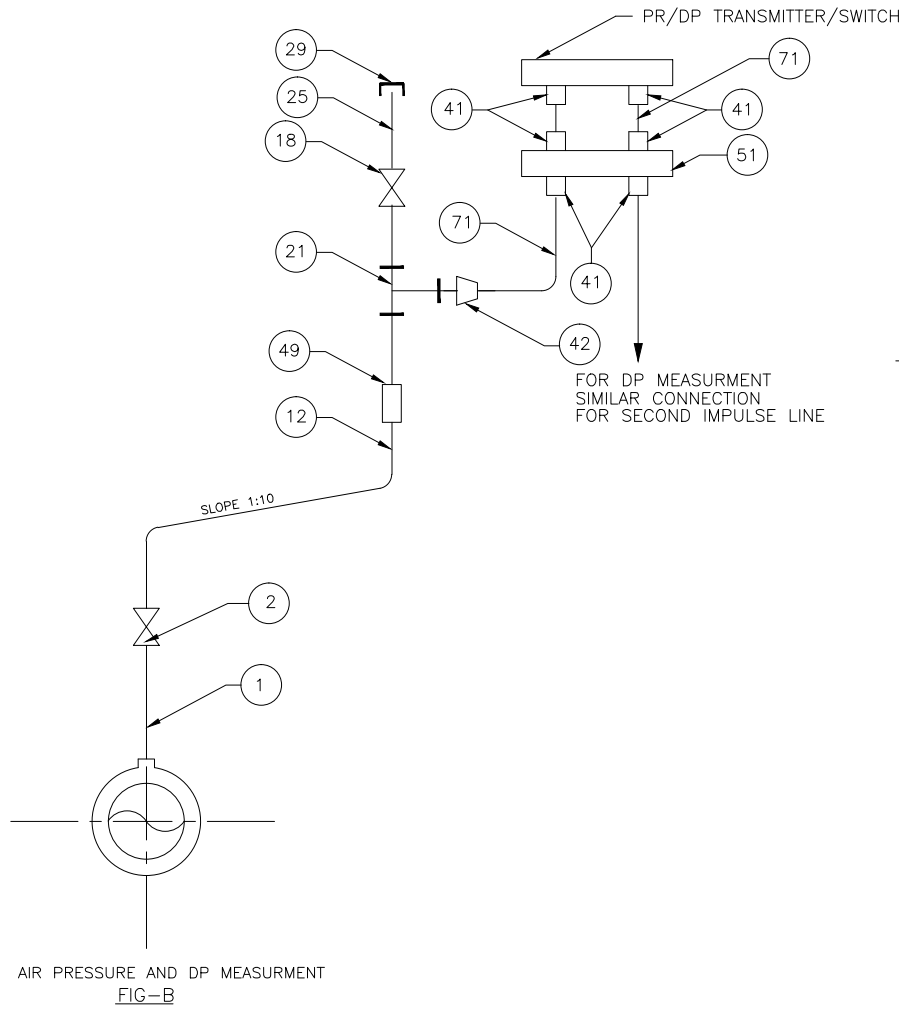 PR/DP TRANSMITTER/SWITCH
29
71
25
41
41
18
51
71
21
41
42
49
FOR DP MEASURMENT
SIMILAR CONNECTION
FOR SECOND IMPULSE LINE
12
SLOPE 1:10
2
1
AIR PRESSURE AND DP MEASURMENT
FIG-B